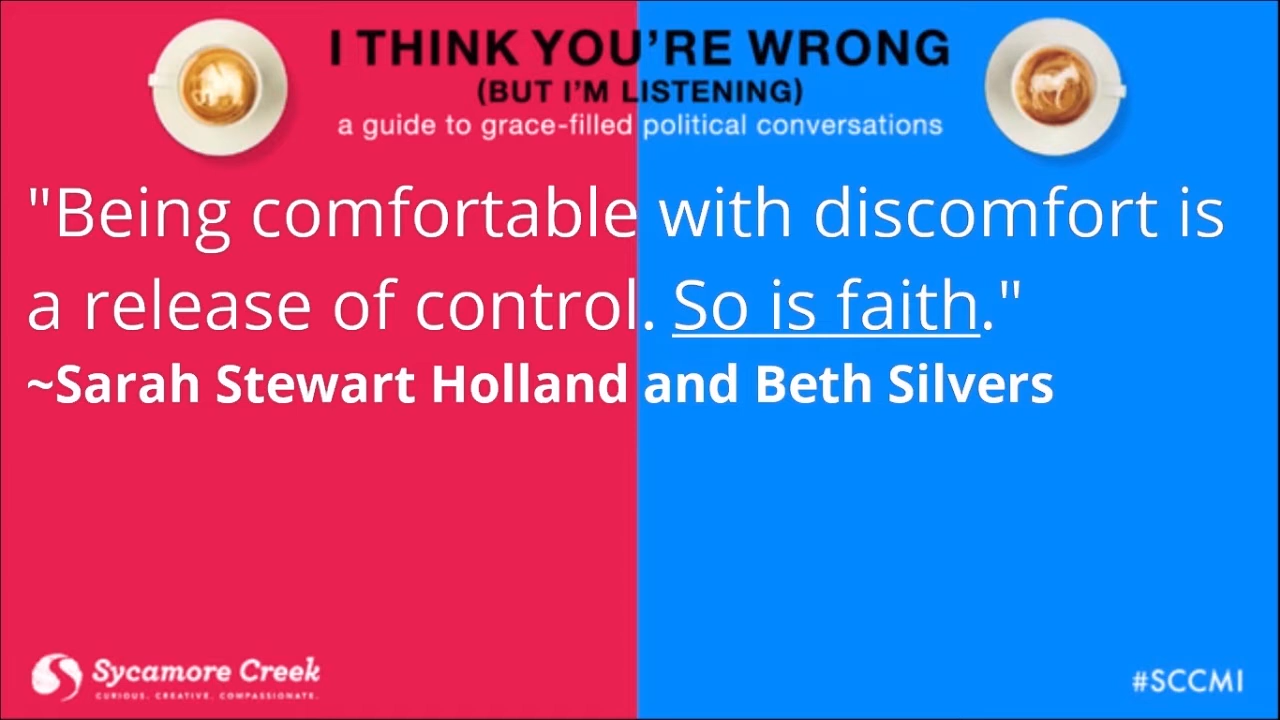 I THINK YOU'RE WRONG
(BUT I'M LISTENING)
a guide to grace-filled political conversations
"Being comfortable with discomfort is
a release of control. So is faith."
~Sarah Stewart Holland and Beth Silvers
Sycamore Creek
CURIOUS. CREATIVE. COMPASSIONATE.
#SCCMI